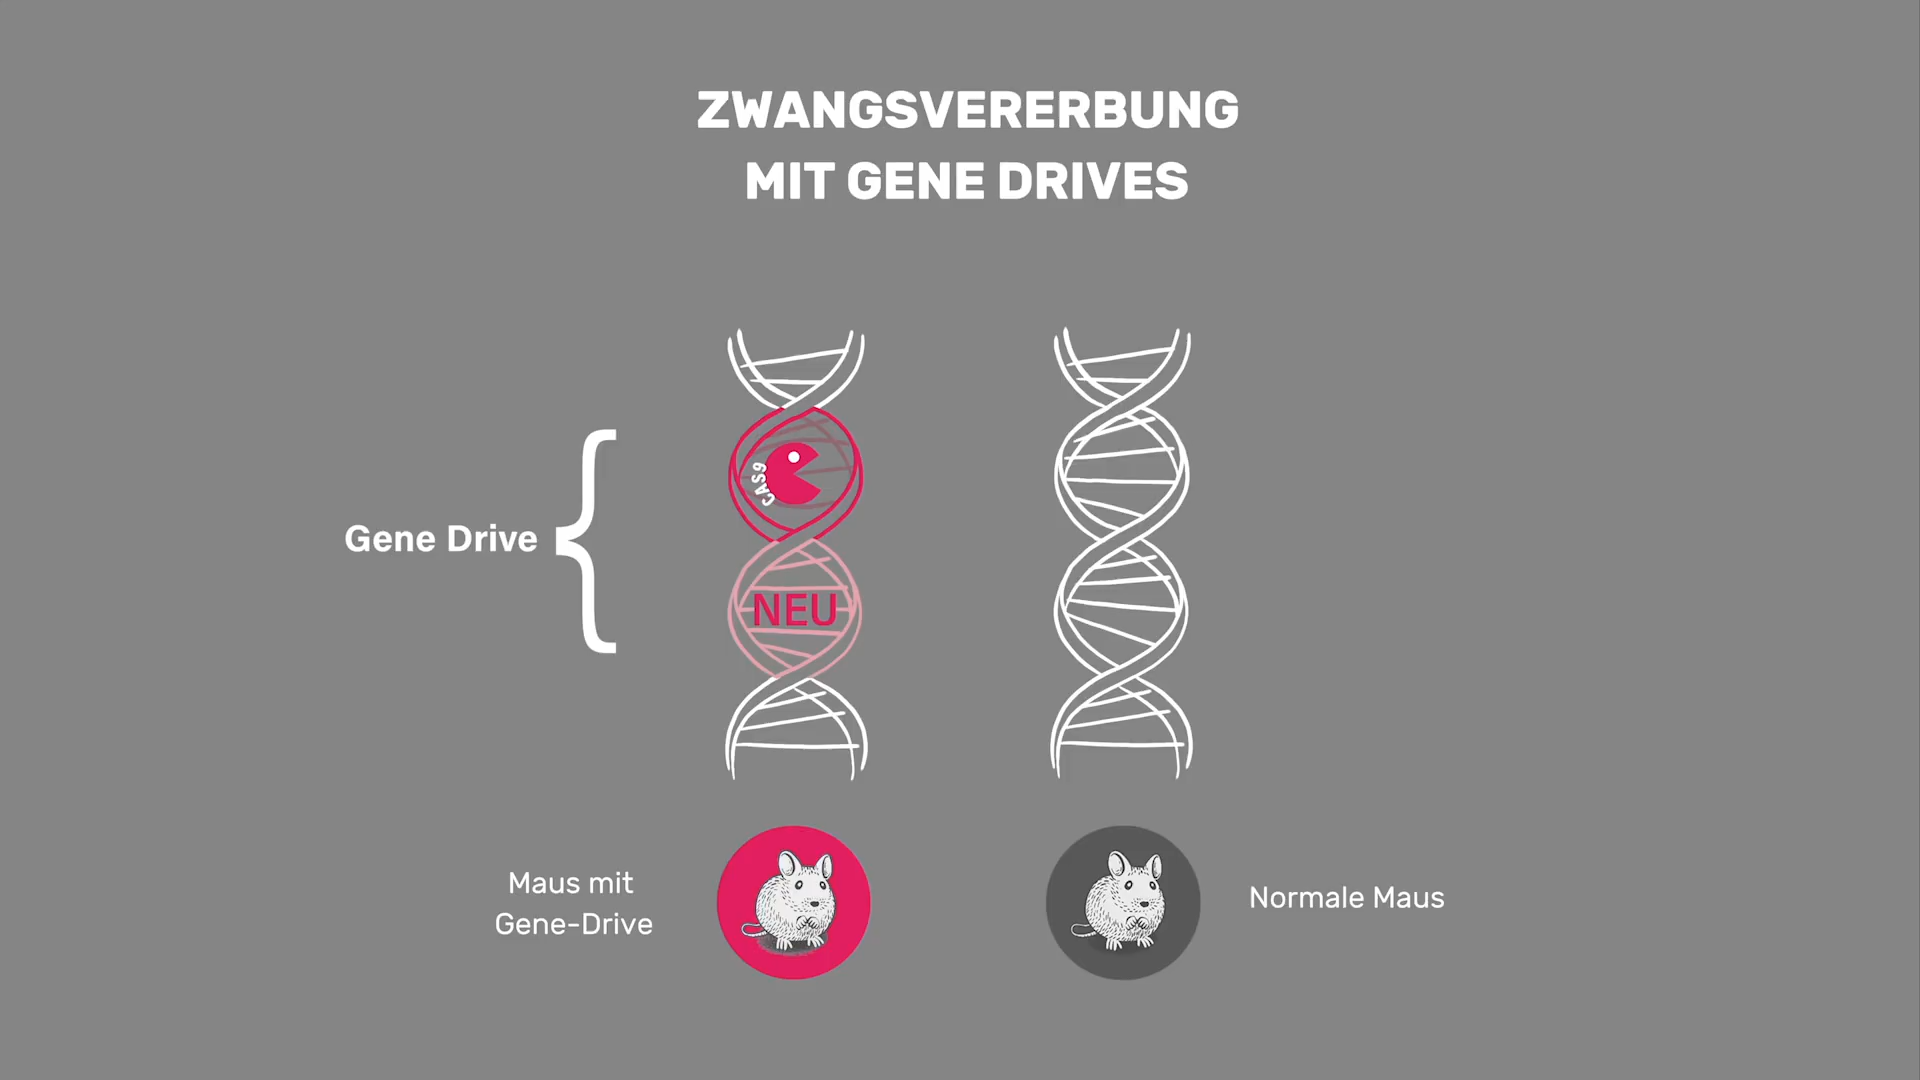 ZWANGSVERERBUNG
MIT GENE DRIVES
CAS9
Gene Drive
NEU
Maus mit
Gene-Drive
Normale Maus